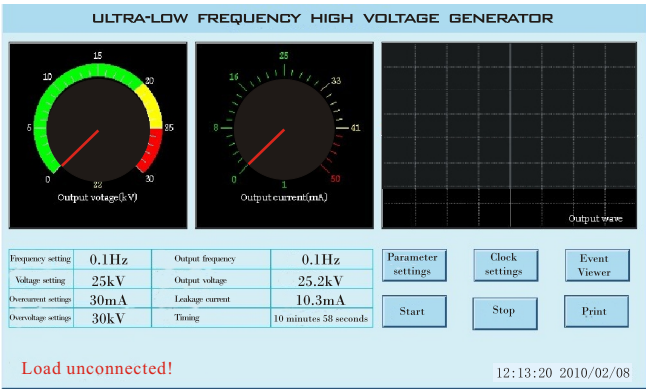 ULTRA-LOW FREQUENCY HIGH VOLTAGE GENERATOR
15
10
20
5
25
0
22
30
Output votage(kV)
25
16
33
8
41
0
1
50
Output current(mA)
Output wave
Frequency setting 0.1Hz Output frequency 0.1Hz
Voltage setting 25kV Output voltage 25.2kV
Overcurrent settings 30mA Leakage current 10.3mA
Overvoltage settings 30kV Timing 10 minutes 58 seconds
Parameter settings
Clock settings
Event Viewer
Start
Stop
Print
Load unconnected!
12:13:20 2010/02/08